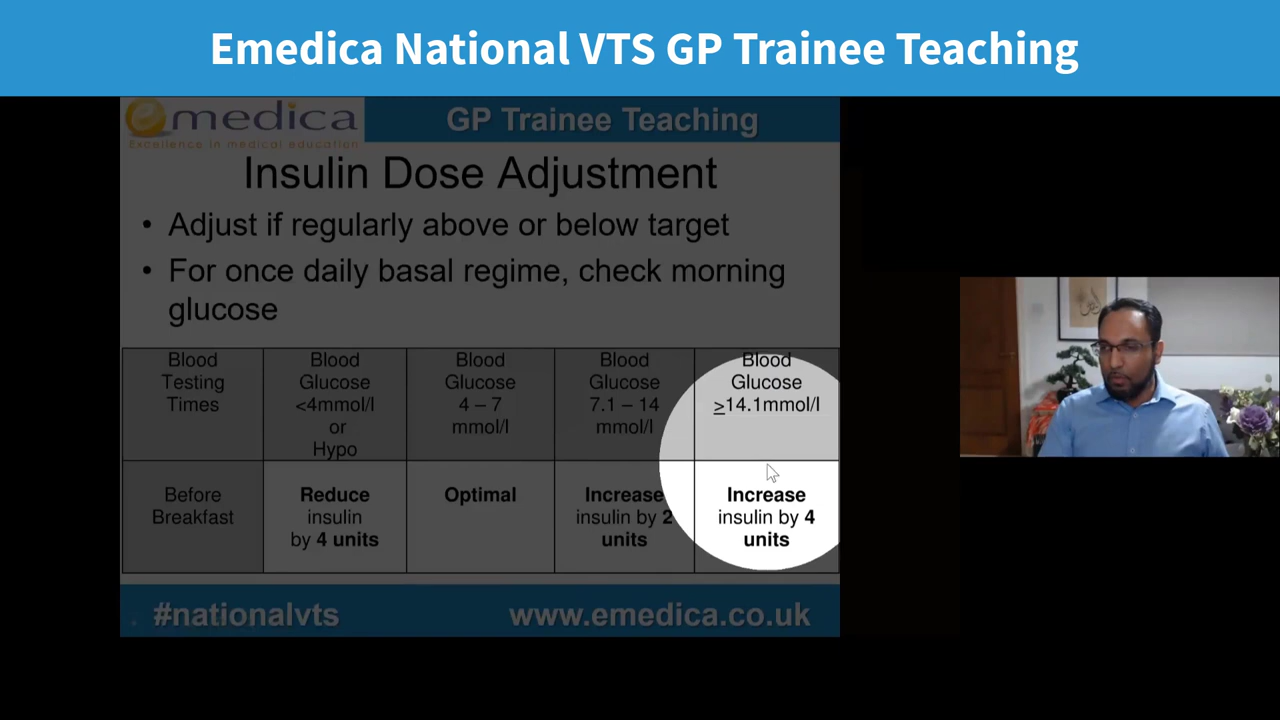 Emedica National VTS GP Trainee Teaching
emedica
Excellence in medical education
GP Trainee Teaching
Insulin Dose Adjustment
• Adjust if regularly above or below target
• For once daily basal regime, check morning
glucose
Blood
Testing
Times
Blood
Glucose
<4mmol/l
or
Hypo
Blood
Glucose
4 – 7
mmol/l
Blood
Glucose
7.1 – 14
mmol/l
Blood
Glucose
≥14.1mmol/l
Before
Breakfast
Reduce
insulin
by 4 units
Optimal
Increase
insulin by 2
units
Increase
insulin by 4
units
#nationalvts
www.emedica.co.uk